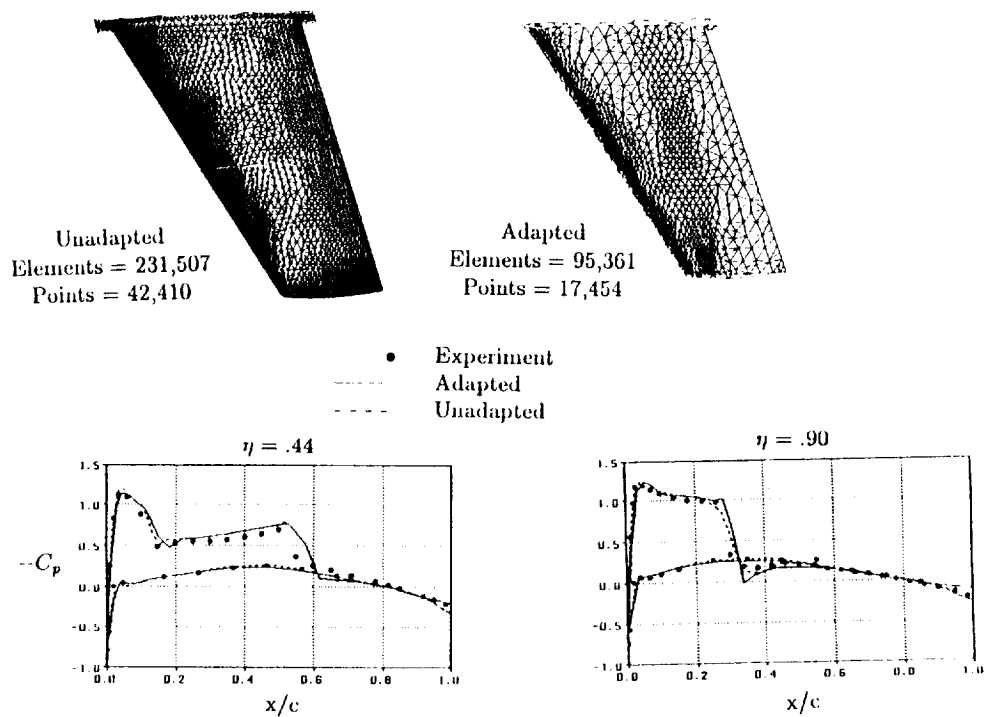 Unadapted
Elements = 231,507
Points = 42,410
Adapted
Elements = 95,361
Points = 17,454
Experiment
Adapted
Unadapted
η = .44
1.5
1.0
0.5
0.0
-0.5
-1.0
0.0 0.2 0.4 0.6 0.8 1.0
-C_p
x/c
η = .90
1.5
1.0
0.5
0.0
-0.5
-1.0
0.0 0.2 0.4 0.6 0.8 1.0
x/c